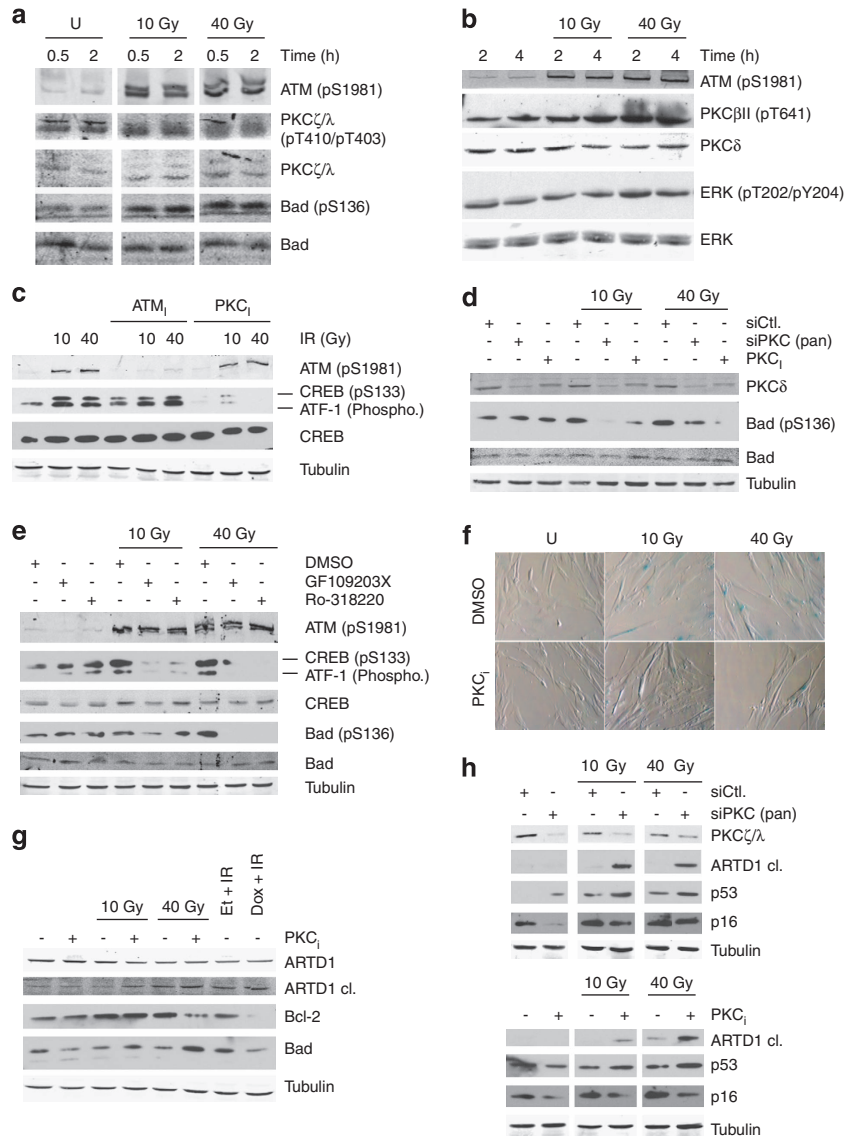 a
U 10 Gy 40 Gy
0.5 2 0.5 2 0.5 2 Time (h)
ATM (pS1981)
PKCζ/λ
(pT410/pT403)
PKCζ/λ
Bad (pS136)
Bad
b
10 Gy 40 Gy
2 4 2 4 2 4 Time (h)
ATM (pS1981)
PKCβII (pT641)
PKCδ
ERK (pT202/pY204)
ERK
c
ATMI PKCI
10 40 10 40 10 40 IR (Gy)
ATM (pS1981)
CREB (pS133)
ATF-1 (Phospho.)
CREB
Tubulin
d
10 Gy 40 Gy
+ - - + - - + - - siCtl.
- + - - + - - + - siPKC (pan)
- - + - - + - - + PKCI
PKCδ
Bad (pS136)
Bad
Tubulin
e
10 Gy 40 Gy
+ - - + - - + - - DMSO
- + - - + - - + - GF109203X
- - + - - + - - + Ro-318220
ATM (pS1981)
CREB (pS133)
ATF-1 (Phospho.)
CREB
Bad (pS136)
Bad
Tubulin
f
U 10 Gy 40 Gy
DMSO
PKCi
g
10 Gy 40 Gy Et + IR Dox + IR
- + - + - + - - PKCi
ARTD1
ARTD1 cl.
Bcl-2
Bad
Tubulin
h
10 Gy 40 Gy
+ - + - + - siCtl.
- + - + - + siPKC (pan)
PKCζ/λ
ARTD1 cl.
p53
p16
Tubulin
10 Gy 40 Gy
- + - + - + PKCi
ARTD1 cl.
p53
p16
Tubulin